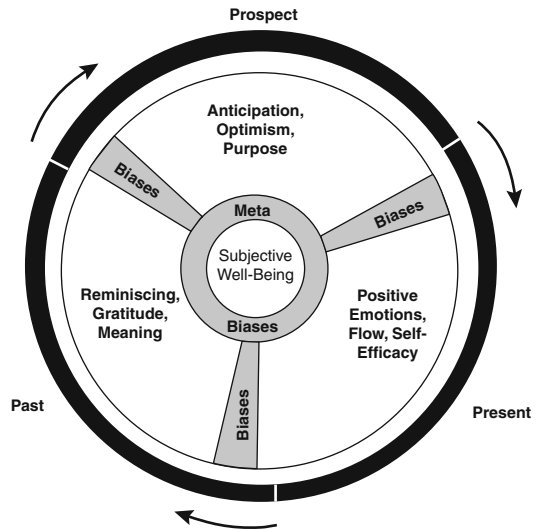 Prospect
Anticipation,
Optimism,
Purpose
Biases
Biases
Meta
Subjective
Well-Being
Biases
Reminiscing,
Gratitude,
Meaning
Positive
Emotions,
Flow, Self-
Efficacy
Biases
Past
Present